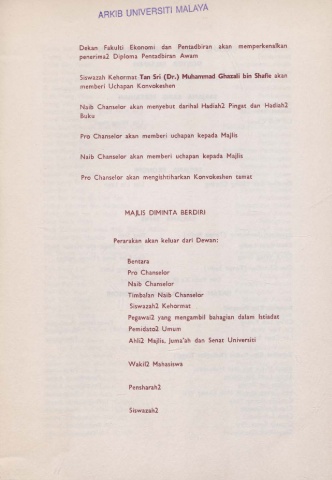 ARKIB UNIVERSITI MALAYA
Dekan Fakulti Ekonomi dan Pentadbiran akan memperkenalkan
penerima2 Diploma Pentadbiran Awam
Siswazah Kehormat Tan Sri (Dr.) Muhammad Ghazali bin Shafie akan
memberi Uchapan Konvokeshen
Naib Chanselor akan menyebut darihal Hadiah2 Pingat dan Hadiah2
Buku
Pro Chanselor akan memberi uchapan kepada Majlis
Naib Chanselor akan memberi uchapan kepada Majlis
Pro Chanselor akan mengishtiharkan Konvokeshen tamat
MAJLIS DIMINTA BERDIRI
Perarakan akan keluar dari Dewan:
Bentara
Pro Chanselor
Naib Chanselor
Timbalan Naib Chanselor
Siswazah2 Kehormat
Pegawai2 yang mengambil bahagian dalam Istiadat
Pemidato2 Umum
Ahli2 Majlis, Juma'ah dan Senat Universiti
Wakil2 Mahasiswa
Pensharah2
Siswazah2